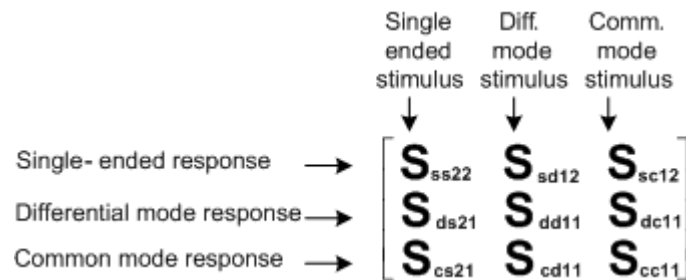 Single Diff. Comm.
ended mode mode
stimulus stimulus stimulus
Single- ended response Sss22 Ssd12 Ssc12
Differential mode response Sds21 Sdd11 Sdc11
Common mode response Scs21 Scd11 Scc11